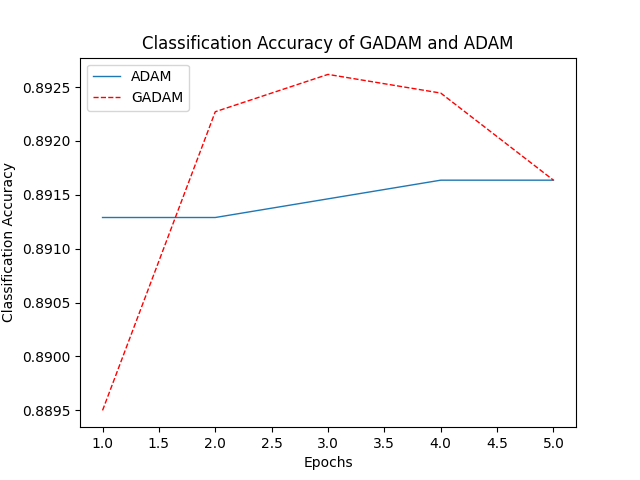 Classification Accuracy of GADAM and ADAM
ADAM
GADAM
Classification Accuracy
0.8925
0.8920
0.8915
0.8910
0.8905
0.8900
0.8895
1.0 1.5 2.0 2.5 3.0 3.5 4.0 4.5 5.0
Epochs